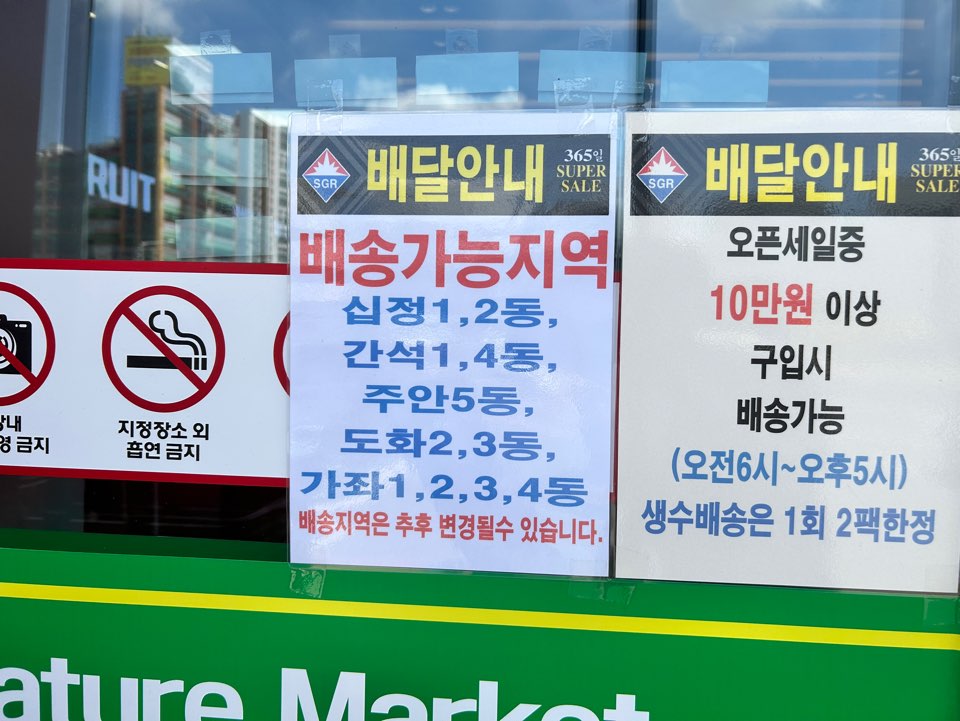 RUIT
영 금지
지정장소 외
흡연 금지
SGR
배달안내
365일
SUPER
SALE
배송가능지역
십정1,2동,
간석1,4동,
주안5동,
도화2,3동,
가좌1,2,3,4동
배송지역은 추후 변경될수 있습니다.
SGR
배달안내
365일
SUPER
SALE
오픈세일중
10만원 이상
구입시
배송가능
(오전6시~오후5시)
생수배송은 1회 2팩한정
ature Market